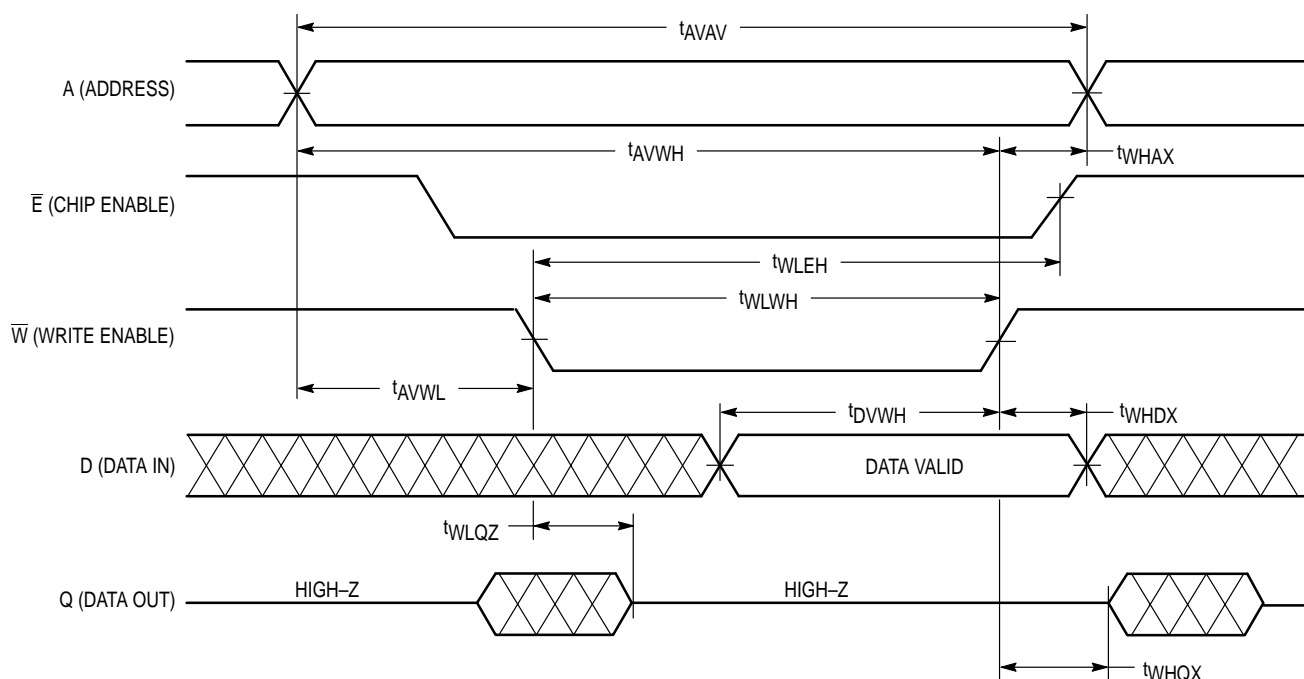 tAVAV
A (ADDRESS)
tAVWH
tWHAX
E̅ (CHIP ENABLE)
tWLEH
tWLWH
W̅ (WRITE ENABLE)
tAVWL
tDVWH
tWHDX
D (DATA IN)
DATA VALID
tWLQZ
Q (DATA OUT)
HIGH–Z
HIGH–Z
tWHQX